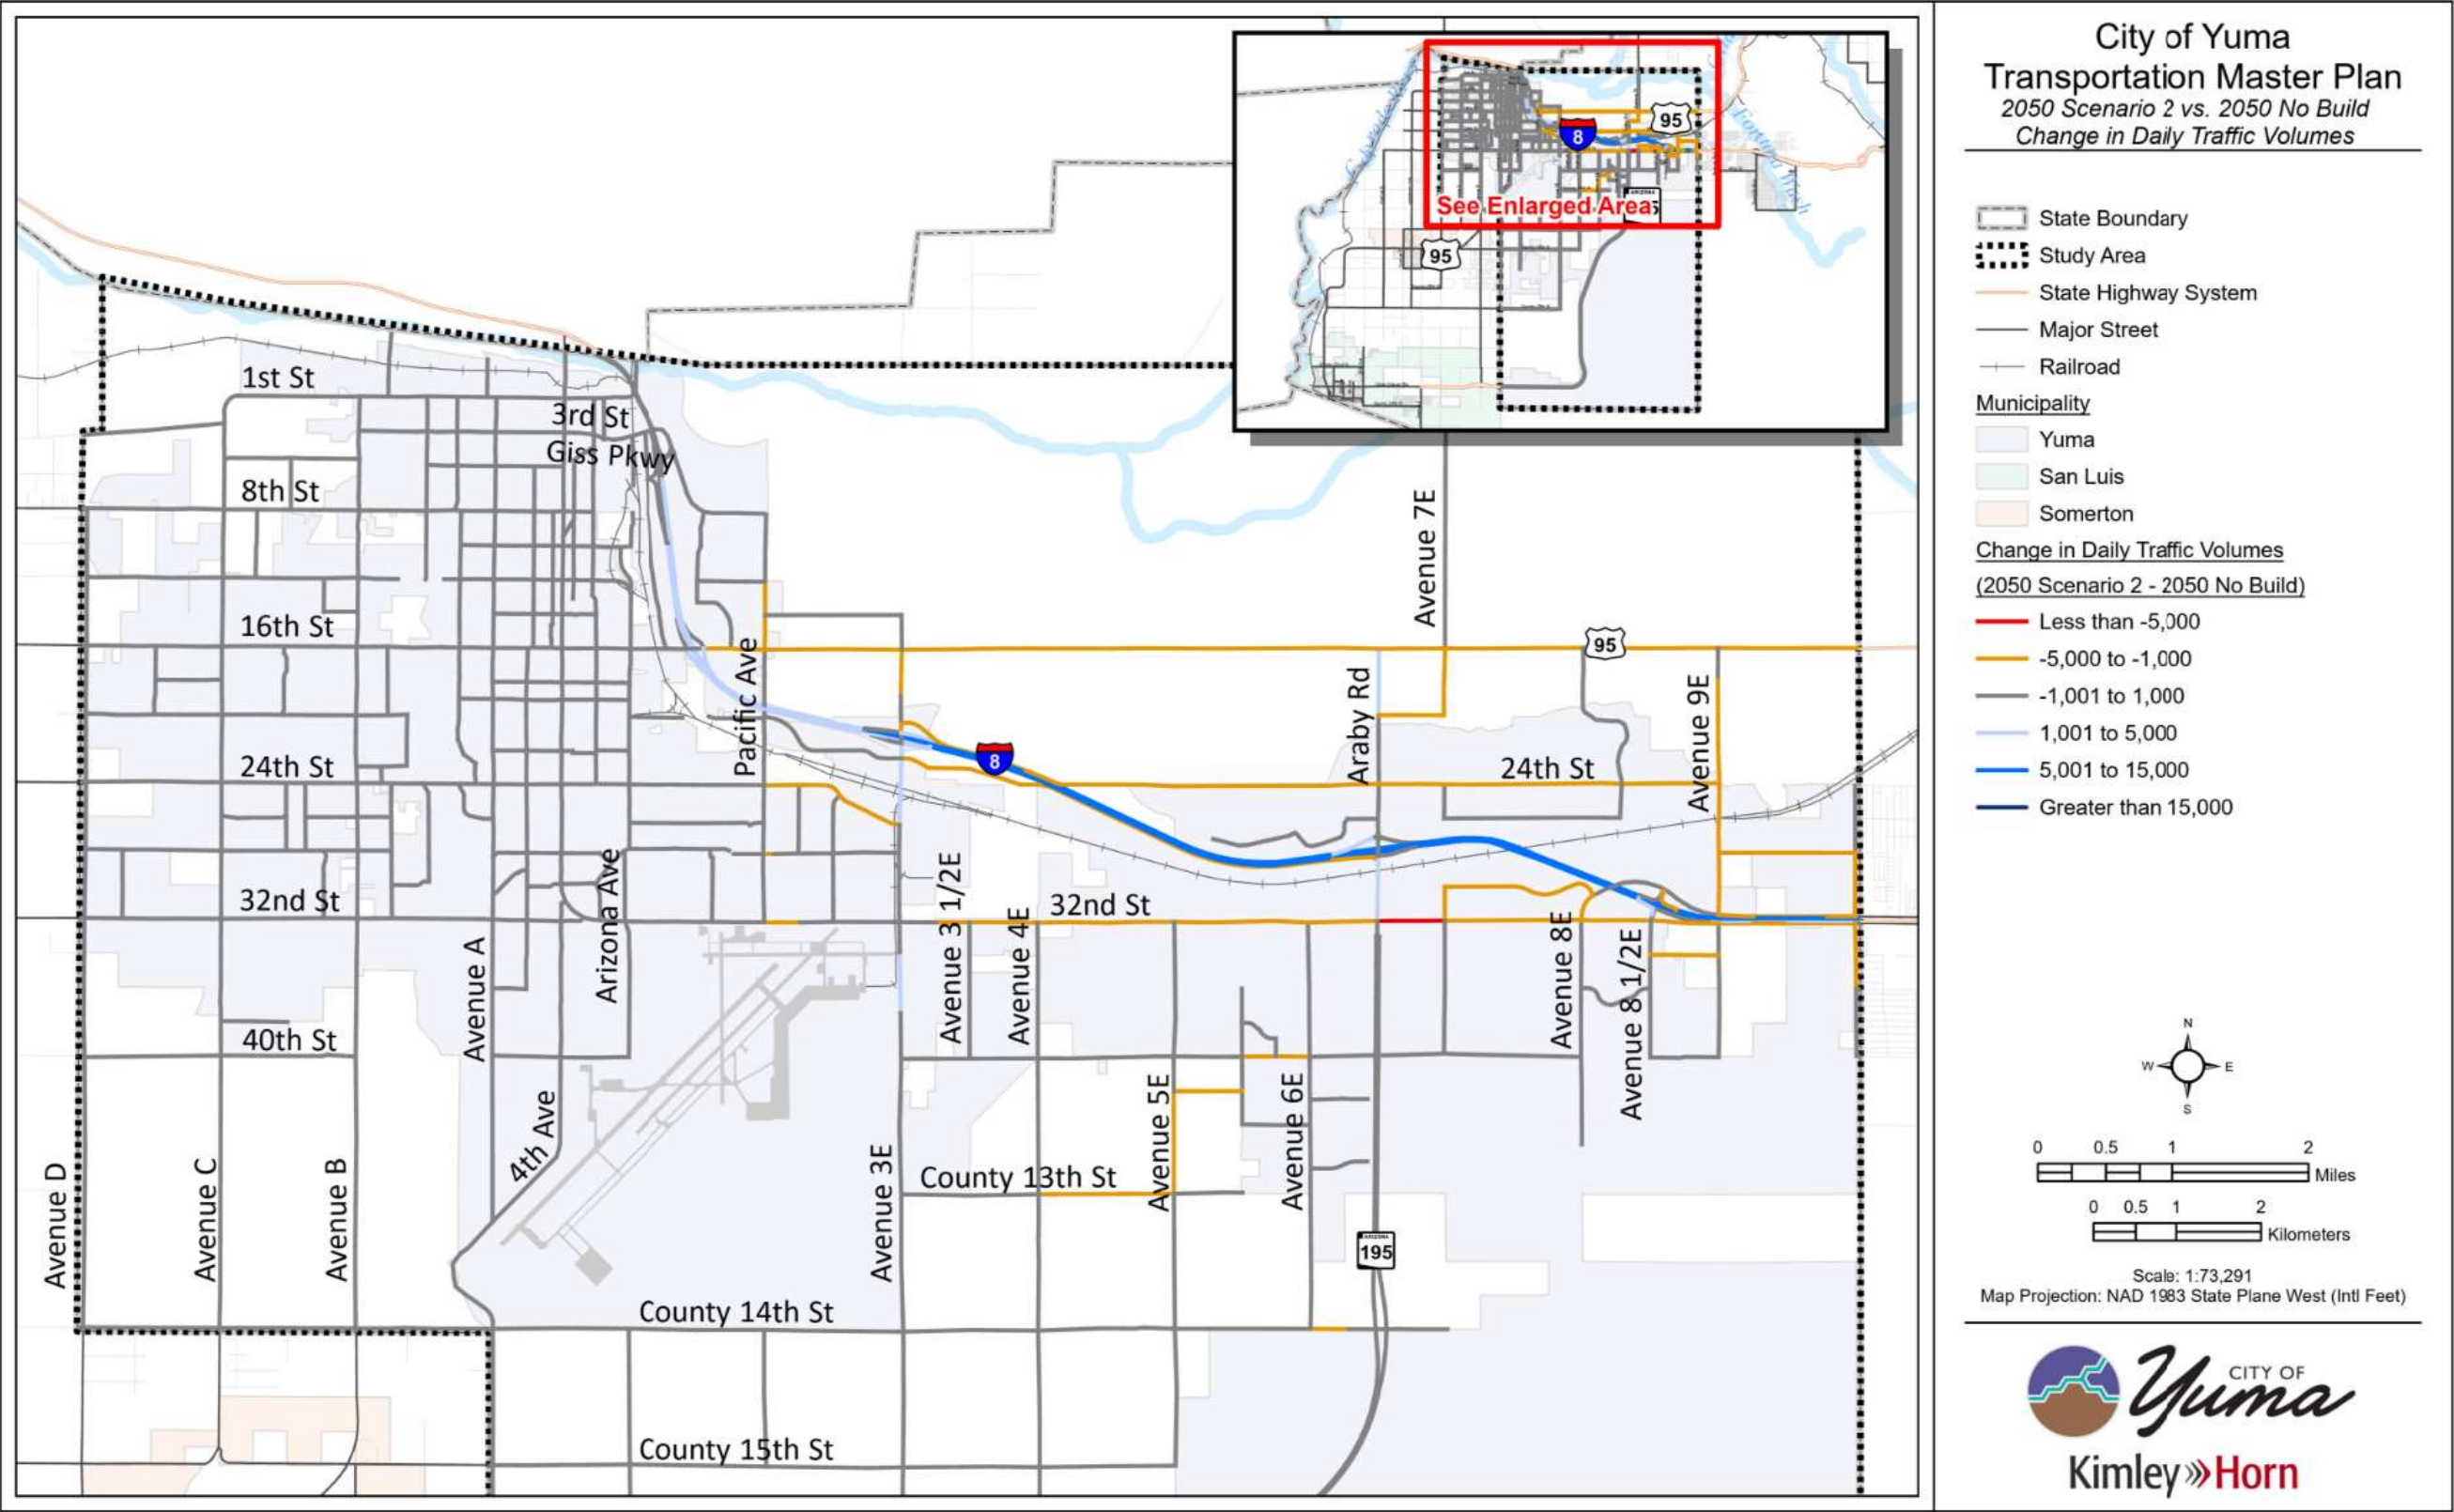 City of Yuma
Transportation Master Plan
2050 Scenario 2 vs. 2050 No Build
Change in Daily Traffic Volumes
State Boundary
Study Area
State Highway System
Major Street
Railroad
Municipality
Yuma
San Luis
Somerton
Change in Daily Traffic Volumes
(2050 Scenario 2 - 2050 No Build)
Less than -5,000
-5,000 to -1,000
-1,001 to 1,000
1,001 to 5,000
5,001 to 15,000
Greater than 15,000
N
W
E
S
0 0.5 1 2
Miles
0 0.5 1 2
Kilometers
Scale: 1:73,291
Map Projection: NAD 1983 State Plane West (Intl Feet)
CITY OF
Yuma
Kimley»Horn
95
8
See Enlarged Area
ARIZONA
5
95
1st St
3rd St
Giss Pkwy
8th St
16th St
24th St
32nd St
40th St
Avenue D
Avenue C
Avenue B
Avenue A
4th Ave
Arizona Ave
Pacific Ave
Avenue 3E
Avenue 3 1/2E
Avenue 4E
Avenue 5E
Avenue 6E
Araby Rd
Avenue 7E
Avenue 8E
Avenue 8 1/2E
Avenue 9E
95
8
24th St
32nd St
County 13th St
ARIZONA
195
County 14th St
County 15th St